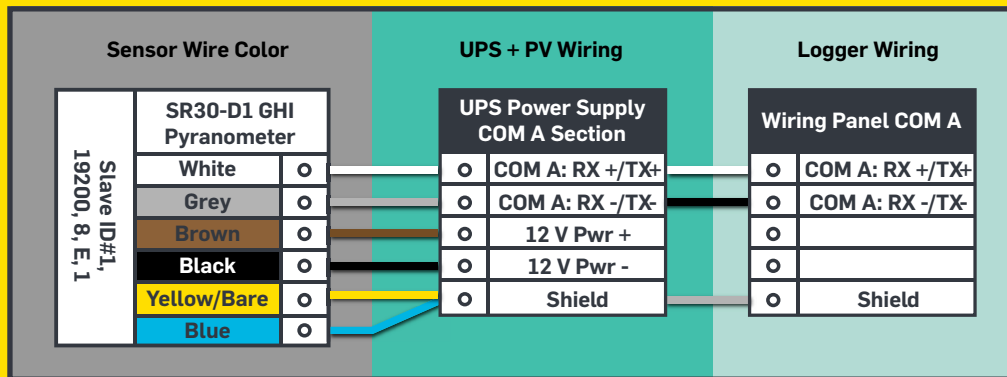 Sensor Wire Color
UPS + PV Wiring
Logger Wiring
Slave ID#1,
19200, 8, E, 1
SR30-D1 GHI
Pyranometer
White
Grey
Brown
Black
Yellow/Bare
Blue
UPS Power Supply
COM A Section
COM A: RX +/TX+
COM A: RX -/TX-
12 V Pwr +
12 V Pwr -
Shield
Wiring Panel COM A
COM A: RX +/TX+
COM A: RX -/TX-
Shield